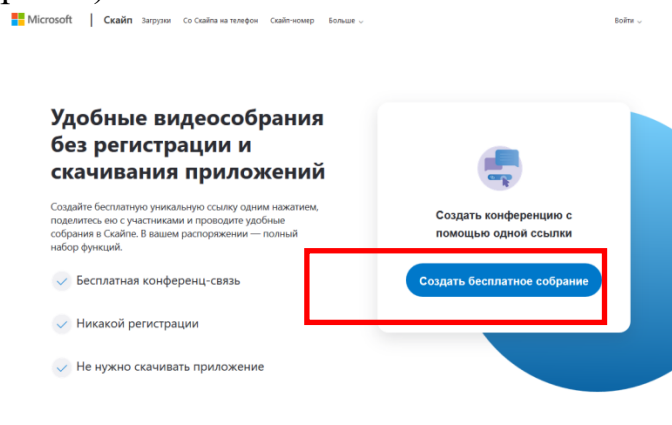 Microsoft | Скайп Загрузки Со Скайпа на телефон Скайп-номер Больше Войти
Удобные видеособрания
без регистрации и
скачивания приложений
Создайте бесплатную уникальную ссылку одним нажатием,
поделитесь ею с участниками и проводите удобные
собрания в Скайпе. В вашем распоряжении — полный
набор функций.
Бесплатная конференц-связь
Никакой регистрации
Не нужно скачивать приложение
Создать конференцию с
помощью одной ссылки
Создать бесплатное собрание